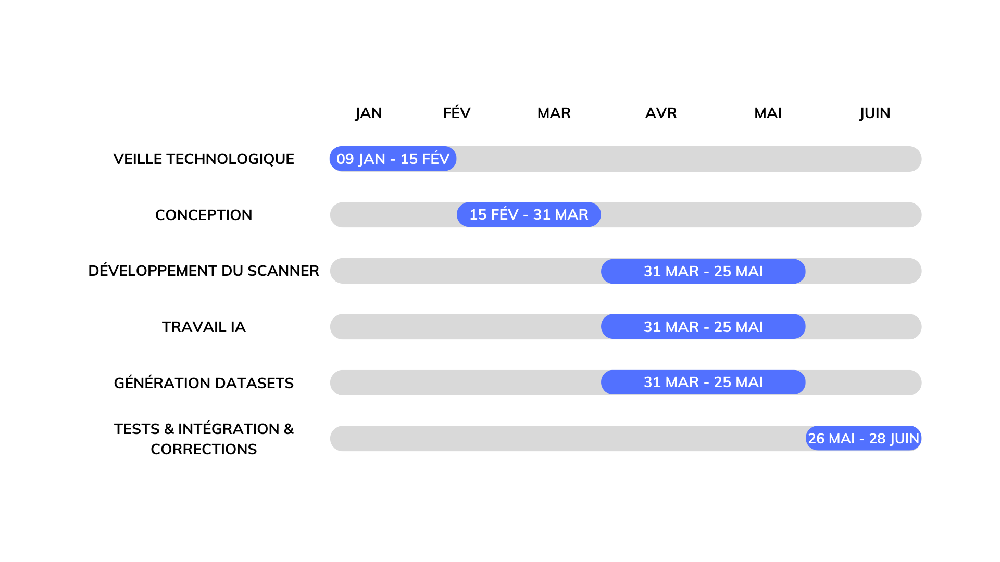 JAN FÉV MAR AVR MAI JUIN
VEILLE TECHNOLOGIQUE 09 JAN - 15 FÉV
CONCEPTION 15 FÉV - 31 MAR
DÉVELOPPEMENT DU SCANNER 31 MAR - 25 MAI
TRAVAIL IA 31 MAR - 25 MAI
GÉNÉRATION DATASETS 31 MAR - 25 MAI
TESTS & INTÉGRATION &
CORRECTIONS
26 MAI - 28 JUIN